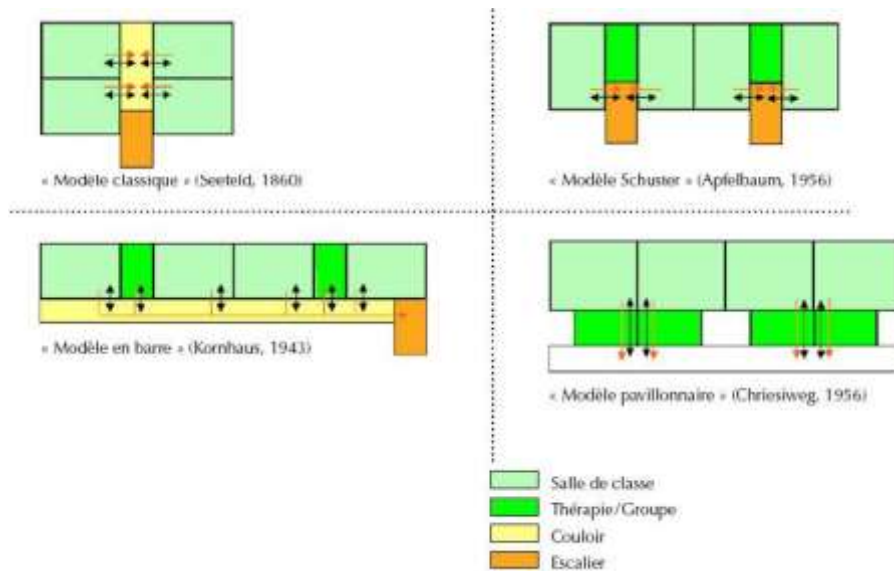 « Modèle classique » (Seefeld, 1860)
« Modèle Schuster » (Apfelbaum, 1956)
« Modèle en barre » (Kornhaus, 1943)
« Modèle pavillonnaire » (Chriesiweg, 1956)
Salle de classe
Thérapie/Groupe
Couloir
Escalier